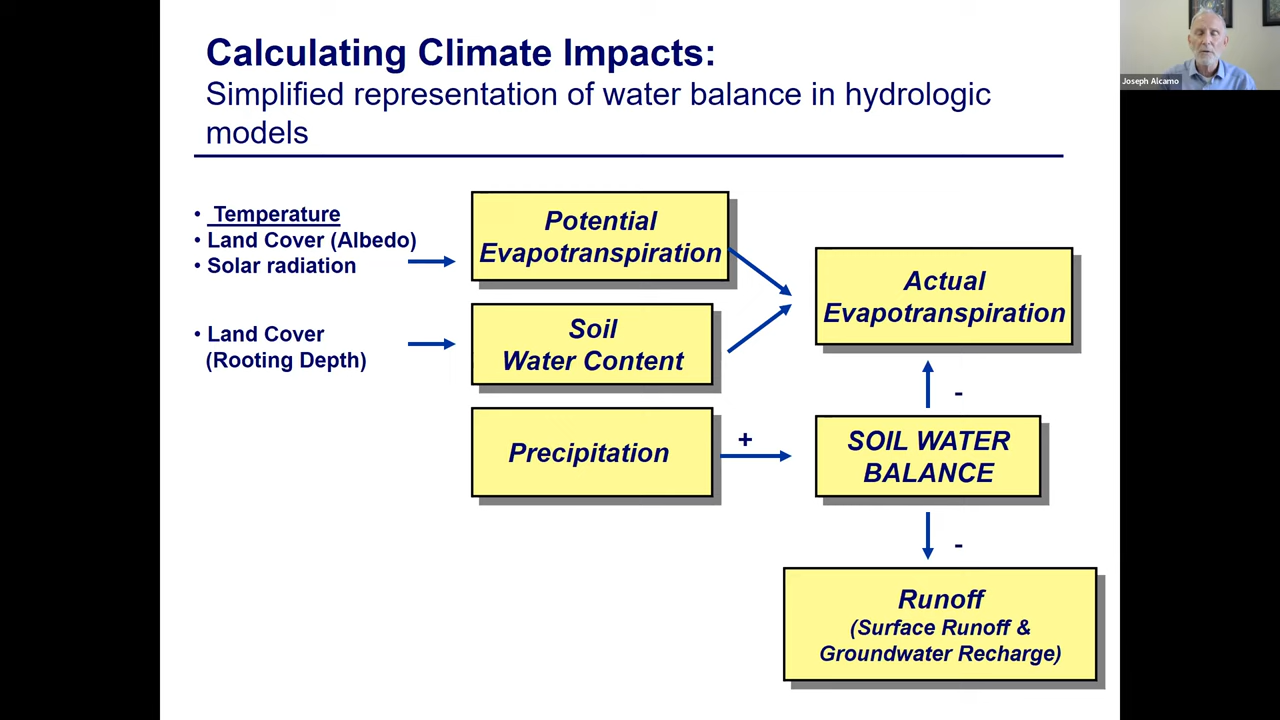 Calculating Climate Impacts:
Simplified representation of water balance in hydrologic
models
• Temperature
• Land Cover (Albedo)
• Solar radiation
• Land Cover
(Rooting Depth)
Potential
Evapotranspiration
Soil
Water Content
Precipitation
+
Actual
Evapotranspiration
-
SOIL WATER
BALANCE
-
Runoff
(Surface Runoff &
Groundwater Recharge)
Joseph Alcamo